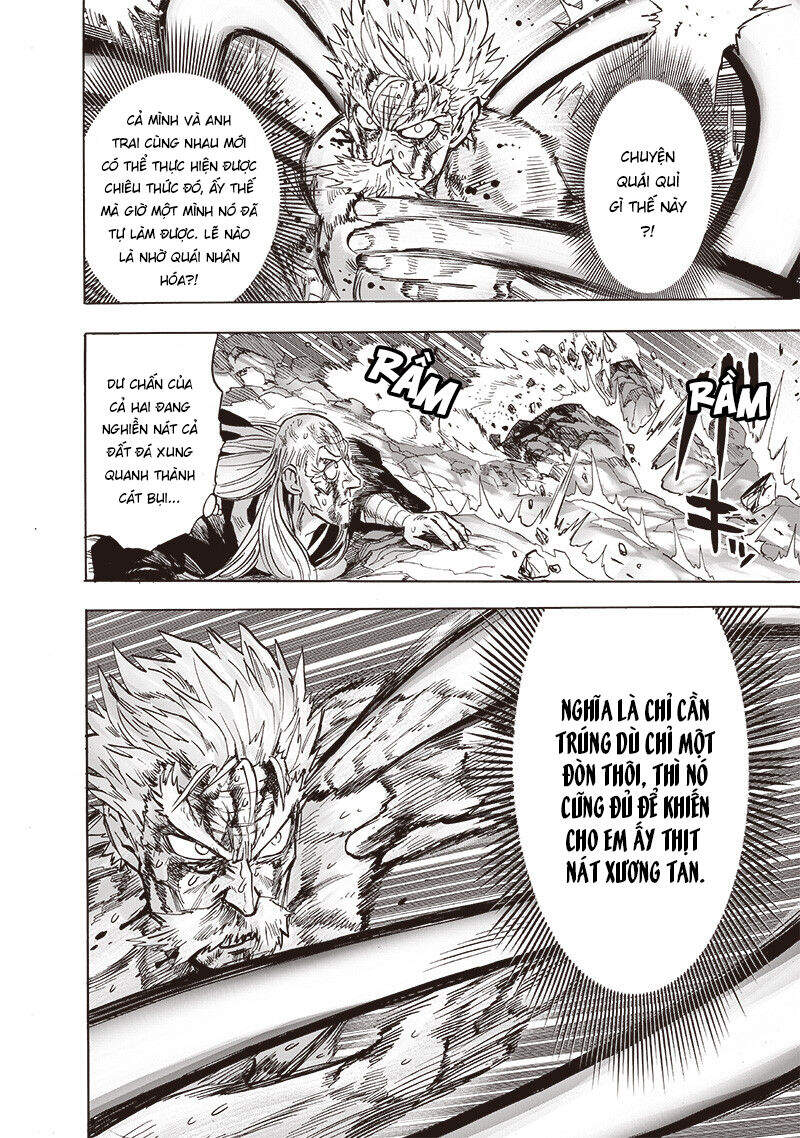 CHUYỆN
QUÁI QUỈ
GÌ THẾ NÀY
?!
CẢ MÌNH VÀ ANH
TRAI CÙNG NHAU MỚI
CÓ THỂ THỰC HIỆN ĐƯỢC
CHIÊU THỨC ĐÓ, ẤY THẾ
MÀ GIỜ MỘT MÌNH NÓ ĐÃ
TỰ LÀM ĐƯỢC. LẼ NÀO
LÀ NHỜ QUÁI NHÂN
HÓA?!
RẦM
RẦM
ギギ
DƯ CHẤN CỦA
CẢ HAI ĐANG
NGHIỀN NÁT CẢ
ĐẤT ĐÁ XUNG
QUANH THÀNH
CÁT BỤI...
NGHĨA LÀ CHỈ CẦN
TRÚNG DÙ CHỈ MỘT
ĐÒN THÔI, THÌ NÓ
CŨNG ĐỦ ĐỂ KHIẾN
CHO EM ẤY THỊT
NÁT XƯƠNG TAN.